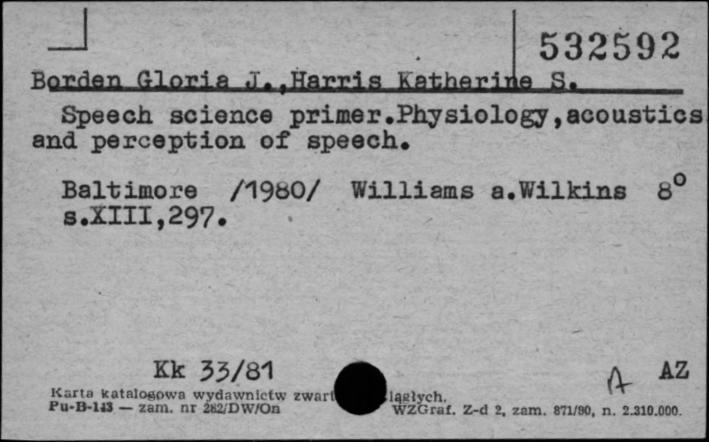 532592
Borden Gloria J.,Harris Katherine S.
Speech science primer.Physiology,acoustics
and perception of speech.
Baltimore /1980/ Williams a.Wilkins 8°
s.XIII,297.
Kk 33/81
A AZ
Karta katalogowa wydawnictw zwart ciągłych.
Pu-B-143 — zam. nr 282/DW/On WZGraf. Z-d 2, zam. 871/80, n. 2.310.000.